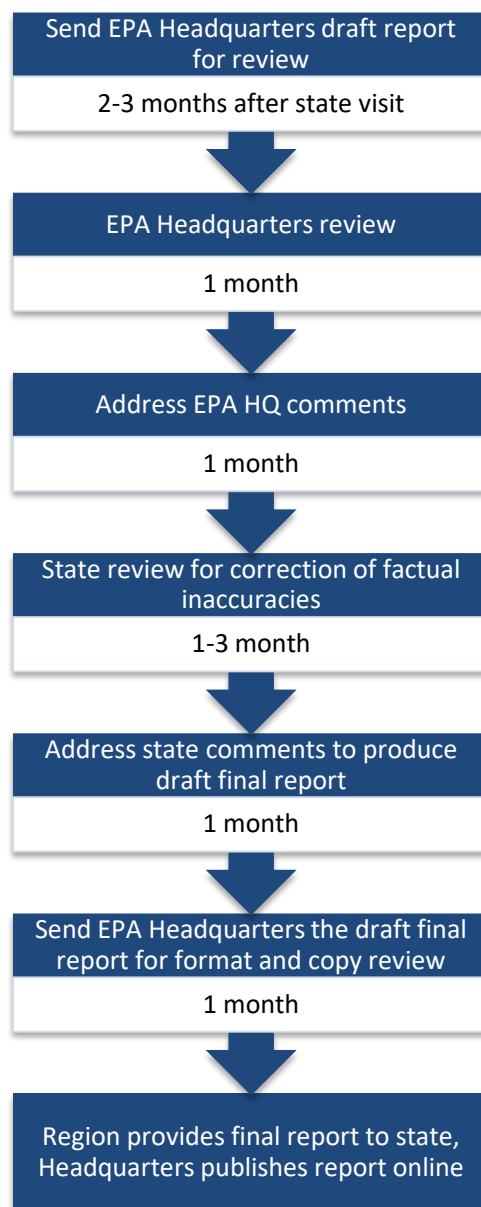 Send EPA Headquarters draft report
for review
2-3 months after state visit
EPA Headquarters review
1 month
Address EPA HQ comments
1 month
State review for correction of factual
inaccuracies
1-3 month
Address state comments to produce
draft final report
1 month
Send EPA Headquarters the draft final
report for format and copy review
1 month
Region provides final report to state,
Headquarters publishes report online